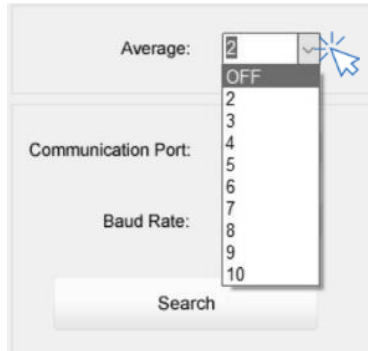 Average: 2
OFF
2
3
Communication Port: 4
5
6
Baud Rate: 7
8
9
10
Search